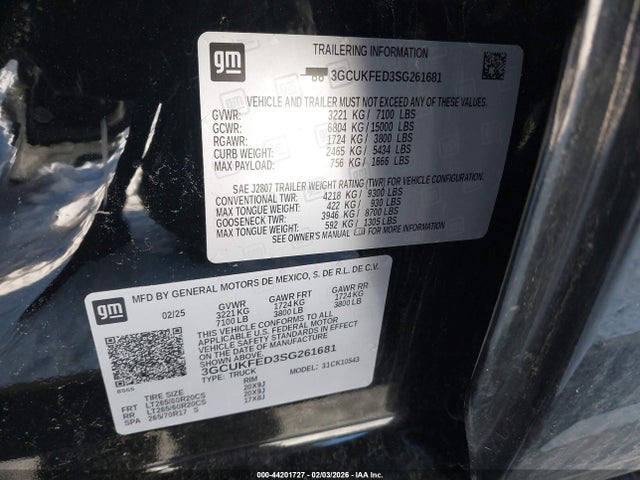 gm
TRAILERING INFORMATION
3GCUKFED3SG261681
VEHICLE AND TRAILER MUST NOT EXCEED ANY OF THESE VALUES.
GVWR: 3221 KG/ 7100 LBS
GCWR: 6804 KG/ 15000 LBS
RGAWR: 1724 KG/ 3800 LBS
CURB WEIGHT: 2465 KG/ 5434 LBS
MAX PAYLOAD: 756 KG/ 1666 LBS
SAE J2807 TRAILER WEIGHT RATING (TWR) FOR VEHICLE CONFIGURATION.
CONVENTIONAL TWR: 4218 KG/ 9300 LBS
MAX TONGUE WEIGHT: 422 KG/ 930 LBS
GOOSENECK TWR: 3946 KG/ 8700 LBS
MAX TONGUE WEIGHT: 592 KG/ 1305 LBS
SEE OWNER'S MANUAL FOR MORE INFORMATION
gm
MFD BY GENERAL MOTORS DE MEXICO, S. DE R.L. DE C.V.
02/25 GVWR GAWR FRT GAWR RR
3221 KG 1724 KG 1724 KG
7100 LB 3800 LB 3800 LB
THIS VEHICLE CONFORMS TO ALL
APPLICABLE U.S. FEDERAL MOTOR
VEHICLE SAFETY STANDARDS IN
EFFECT ON THE DATE OF
MANUFACTURE SHOWN ABOVE.
3GCUKFED3SG261681
TYPE: TRUCK MODEL: 31CK10543
TIRE SIZE RIM
FRT LT265/60R20CS 20X9J
RR LT265/60R20CS 20X9J
SPA 265/70R17 S 17X8J
000-44201727 - 02/03/2026 - IAA Inc.